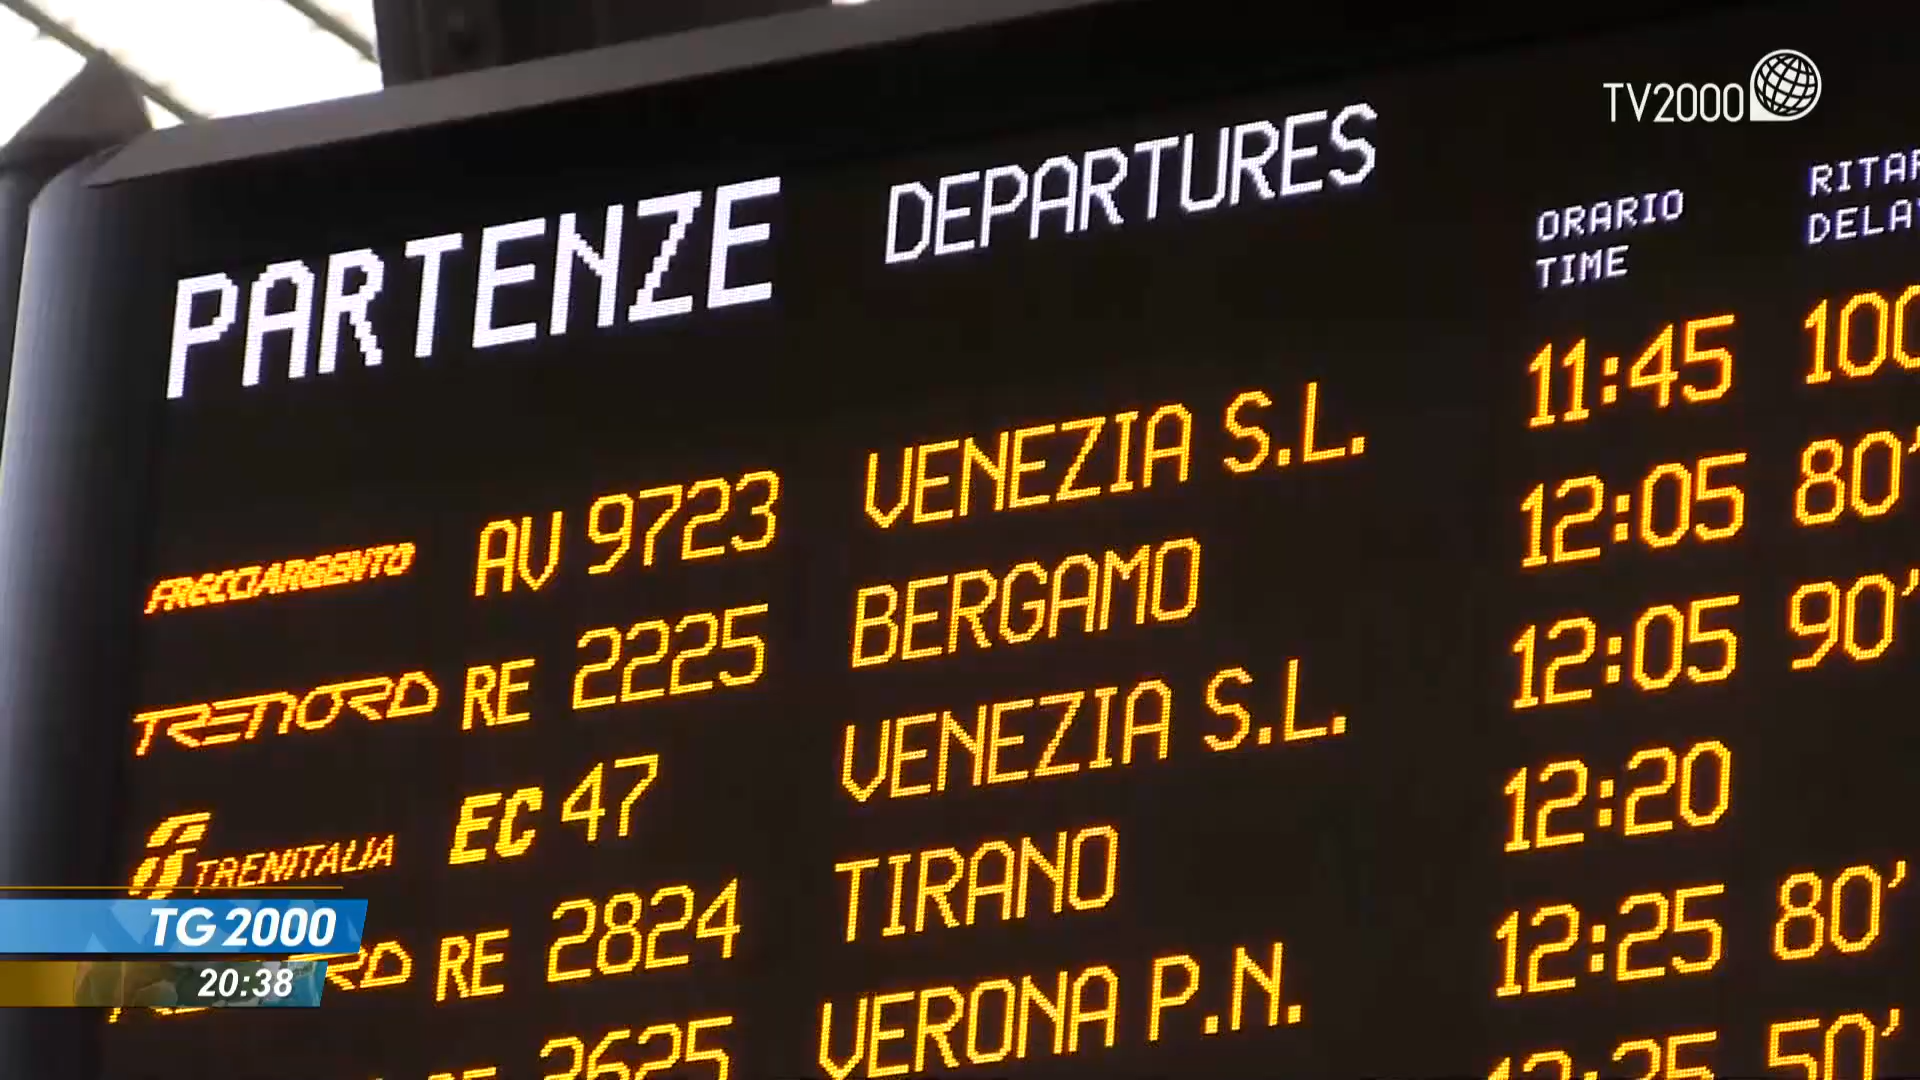 TV2000
PARTENZE DEPARTURES
ORARIO
TIME
RITAR
DELAY
FRECCIARGENTO AV 9723 VENEZIA S.L. 11:45 100
TRENORD RE 2225 BERGAMO 12:05 80'
TRENITALIA EC 47 VENEZIA S.L. 12:05 90'
RE 2824 TIRANO 12:20
2625 VERONA P.N. 12:25 80'
50'
TG 2000
20:38